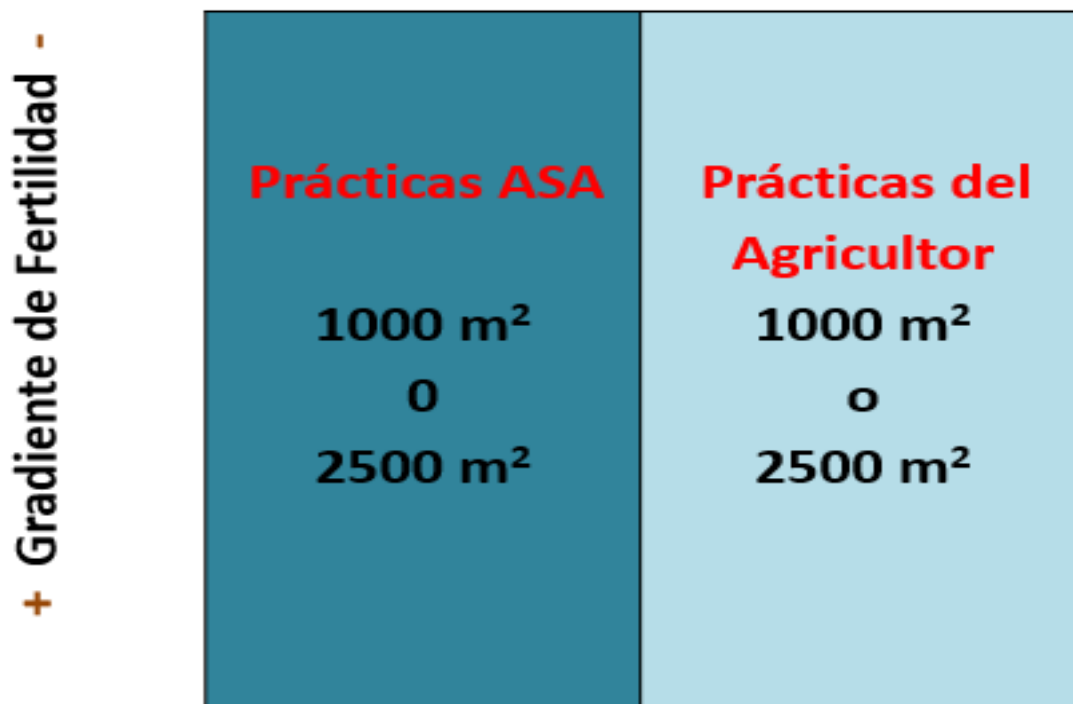 + Gradiente de Fertilidad -
Prácticas ASA
1000 m²
0
2500 m²
Prácticas del
Agricultor
1000 m²
o
2500 m²